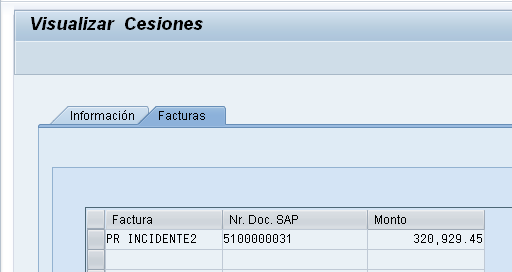 Visualizar Cesiones
Información Facturas
Factura Nr. Doc. SAP Monto
PR INCIDENTE2 5100000031 320,929.45